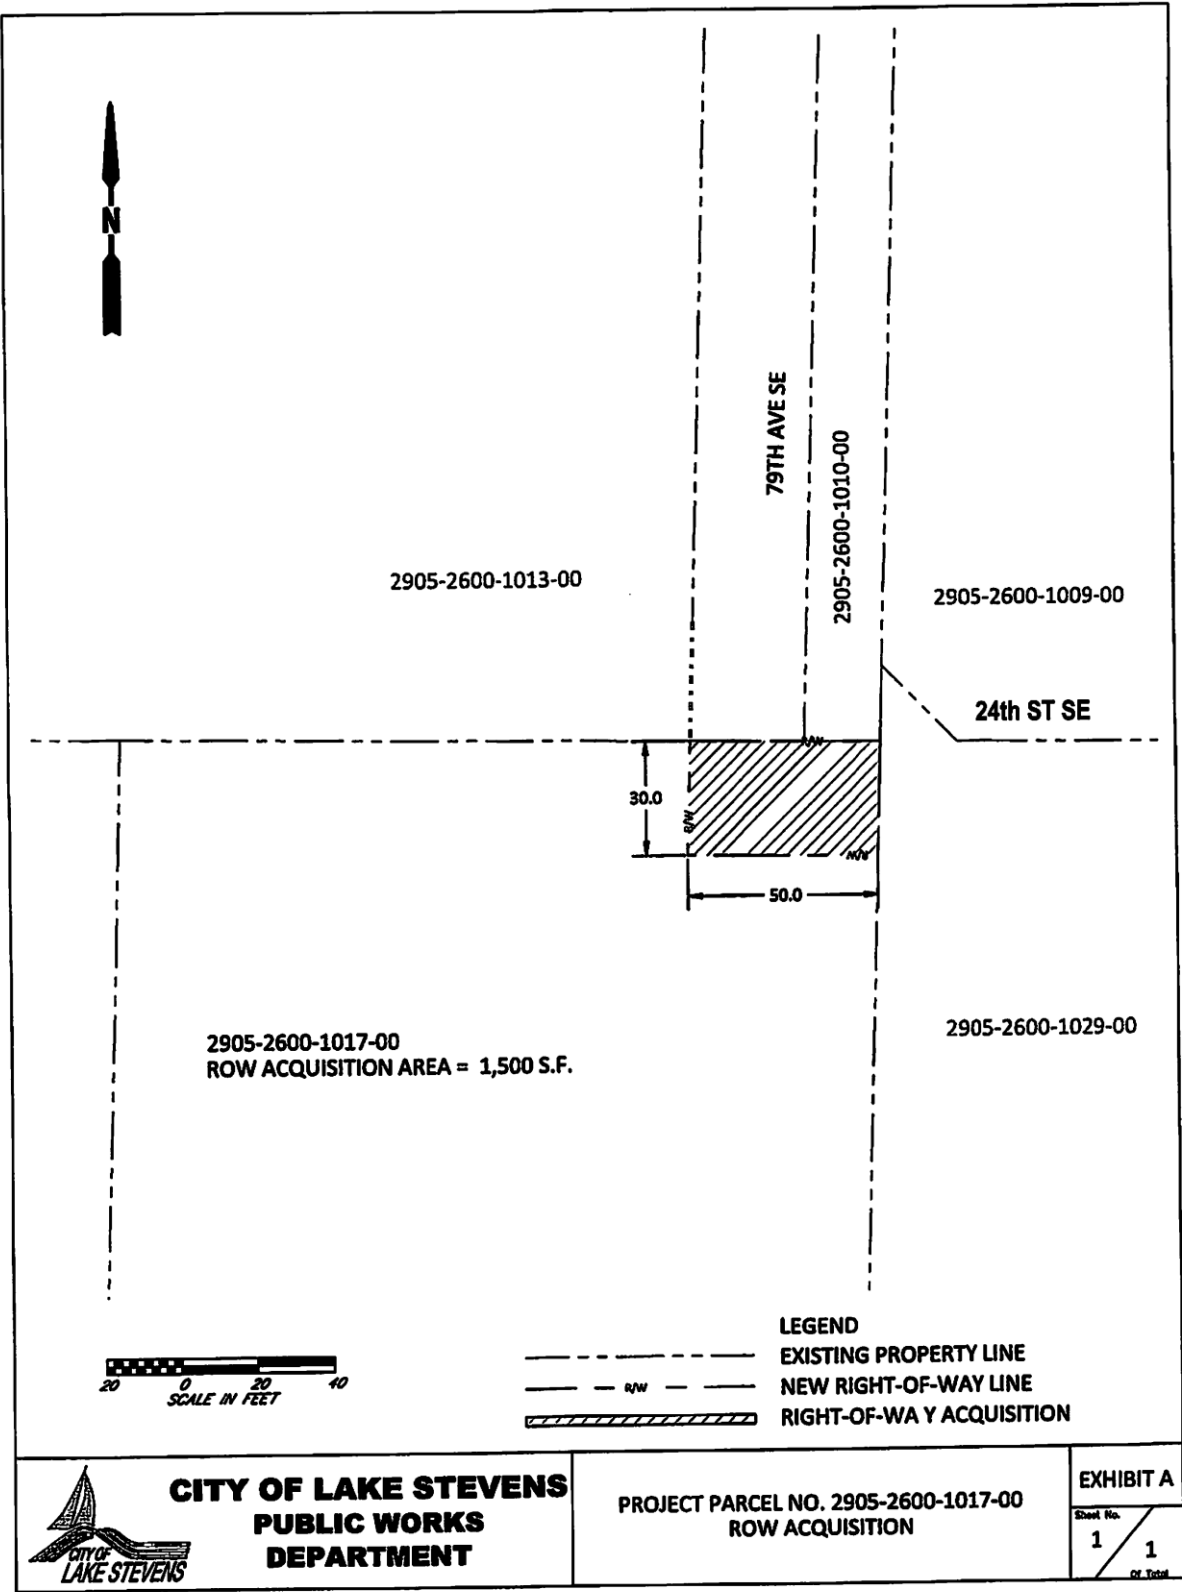 N
79TH AVE SE
2905-2600-1010-00
2905-2600-1013-00
2905-2600-1009-00
24th ST SE
R/W
30.0
R/W
R/W
50.0
2905-2600-1017-00
ROW ACQUISITION AREA = 1,500 S.F.
2905-2600-1029-00
LEGEND
EXISTING PROPERTY LINE
R/W NEW RIGHT-OF-WAY LINE
RIGHT-OF-WA Y ACQUISITION
20 0 20 40
SCALE IN FEET
CITY OF
LAKE STEVENS
CITY OF LAKE STEVENS
PUBLIC WORKS
DEPARTMENT
PROJECT PARCEL NO. 2905-2600-1017-00
ROW ACQUISITION
EXHIBIT A
Sheet No.
1
1
Of Total